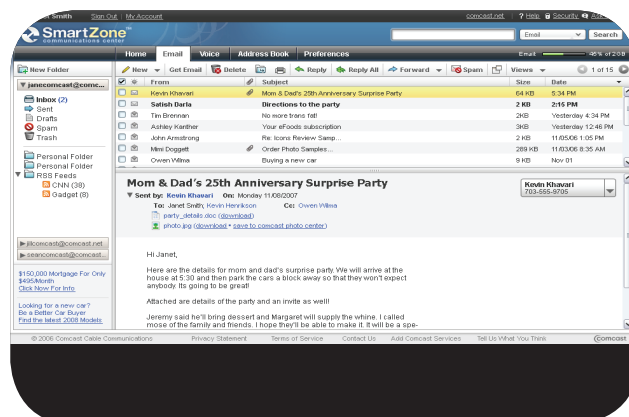 Smith Sign Out | My Account comcast.net | ? Help Security
SmartZone™
communications center
Email Search
Home Email Voice Address Book Preferences Email 46% of 2GB
New Folder New Get Email Delete Reply Reply All Forward Spam Views 1 of 15
janecomcast@comc... From Subject Size Date
Kevin Khavari Mom & Dad's 25th Anniversary Surprise Party 64 KB 5:34 PM
Inbox (2) Satish Darla Directions to the party 2 KB 2:15 PM
Sent Tim Brennan No more trans fat! 2KB Yesterday 4:34 PM
Drafts Ashley Kanther Your eFoods subscription 3KB Yesterday 12:46 PM
Spam John Armstrong Re: Icons Review Samp... 2 KB 11/05/06 1:05 PM
Trash Mimi Doggett Order Photo Samples... 289 KB 11/03/06 8:35 AM
Owen Wilma Buying a new car? 9 KB Nov 01
Personal Folder
Personal Folder
RSS Feeds
CNN (38)
Gadget (8)
Mom & Dad's 25th Anniversary Surprise Party
Sent by: Kevin Khavari On: Monday 11/08/2007
To: Janet Smith; Kevin Henrikson Cc: Owen Wilma
party_details.doc (download)
photo.jpg (download • save to comcast photo center)
Kevin Khavari
703-555-9705
Hi Janet,
Here are the details for mom and dad's surprise party. We will arrive at the
house at 5:30 and then park the cars a block away so that they won't expect
anybody. Its going to be great!
Attached are details of the party and an invite as well!
Jeremy said he'll bring dessert and Margaret will supply the whine. I called
mose of the family and friends. I hope they'll be able to make it. It will be a spe-
jillcomcast@comcast.net
seancomcast@comcast...
$150,000 Mortgage For Only
$495/Month
Click Now For Info
Looking for a new car?
Be a Better Car Buyer
Find the latest 2008 Models
© 2006 Comcast Cable Communications Privacy Statement Terms of Service Contact Us Add Comcast Services Tell Us What You Think comcast